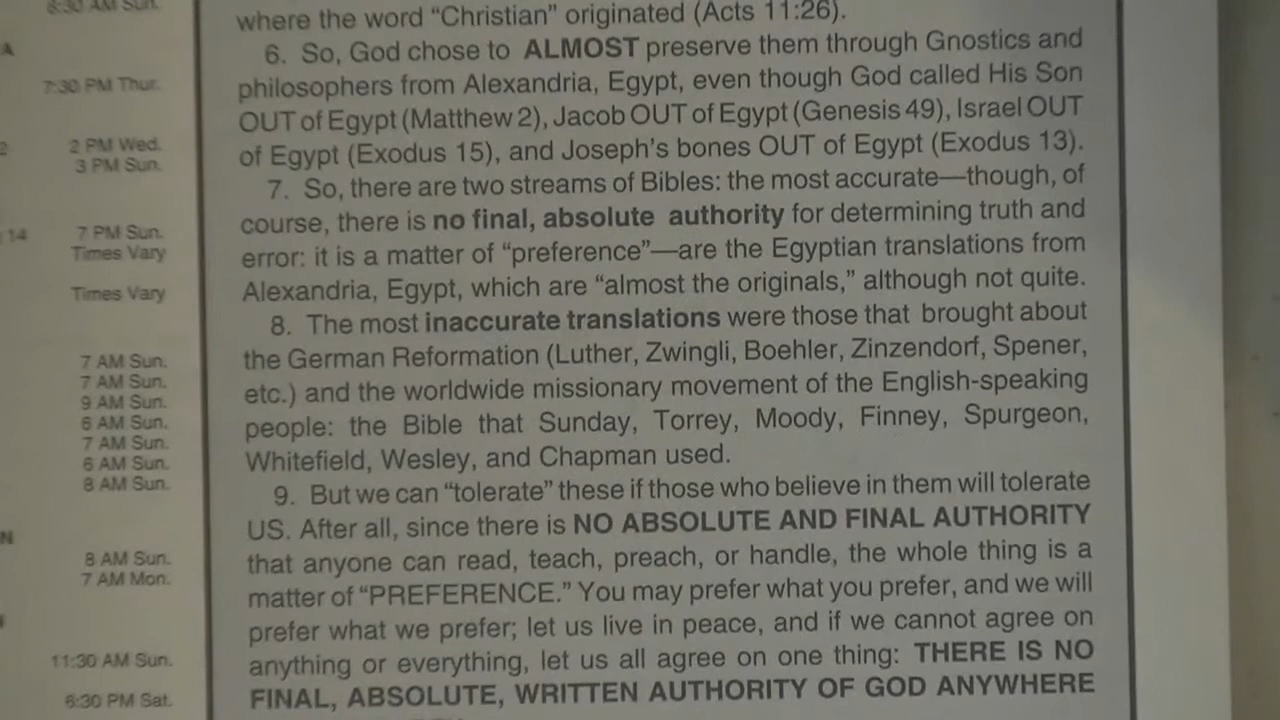 8:30 AM Sun.
A
7:30 PM Thur.
2
2 PM Wed.
3 PM Sun.
14
7 PM Sun.
Times Vary
Times Vary
7 AM Sun.
7 AM Sun.
9 AM Sun.
6 AM Sun.
7 AM Sun.
6 AM Sun.
8 AM Sun.
N
8 AM Sun.
7 AM Mon.
11:30 AM Sun.
6:30 PM Sat.
where the word “Christian” originated (Acts 11:26).
6. So, God chose to ALMOST preserve them through Gnostics and
philosophers from Alexandria, Egypt, even though God called His Son
OUT of Egypt (Matthew 2), Jacob OUT of Egypt (Genesis 49), Israel OUT
of Egypt (Exodus 15), and Joseph’s bones OUT of Egypt (Exodus 13).
7. So, there are two streams of Bibles: the most accurate—though, of
course, there is no final, absolute authority for determining truth and
error: it is a matter of “preference”—are the Egyptian translations from
Alexandria, Egypt, which are “almost the originals,” although not quite.
8. The most inaccurate translations were those that brought about
the German Reformation (Luther, Zwingli, Boehler, Zinzendorf, Spener,
etc.) and the worldwide missionary movement of the English-speaking
people: the Bible that Sunday, Torrey, Moody, Finney, Spurgeon,
Whitefield, Wesley, and Chapman used.
9. But we can “tolerate” these if those who believe in them will tolerate
US. After all, since there is NO ABSOLUTE AND FINAL AUTHORITY
that anyone can read, teach, preach, or handle, the whole thing is a
matter of “PREFERENCE.” You may prefer what you prefer, and we will
prefer what we prefer; let us live in peace, and if we cannot agree on
anything or everything, let us all agree on one thing: THERE IS NO
FINAL, ABSOLUTE, WRITTEN AUTHORITY OF GOD ANYWHERE